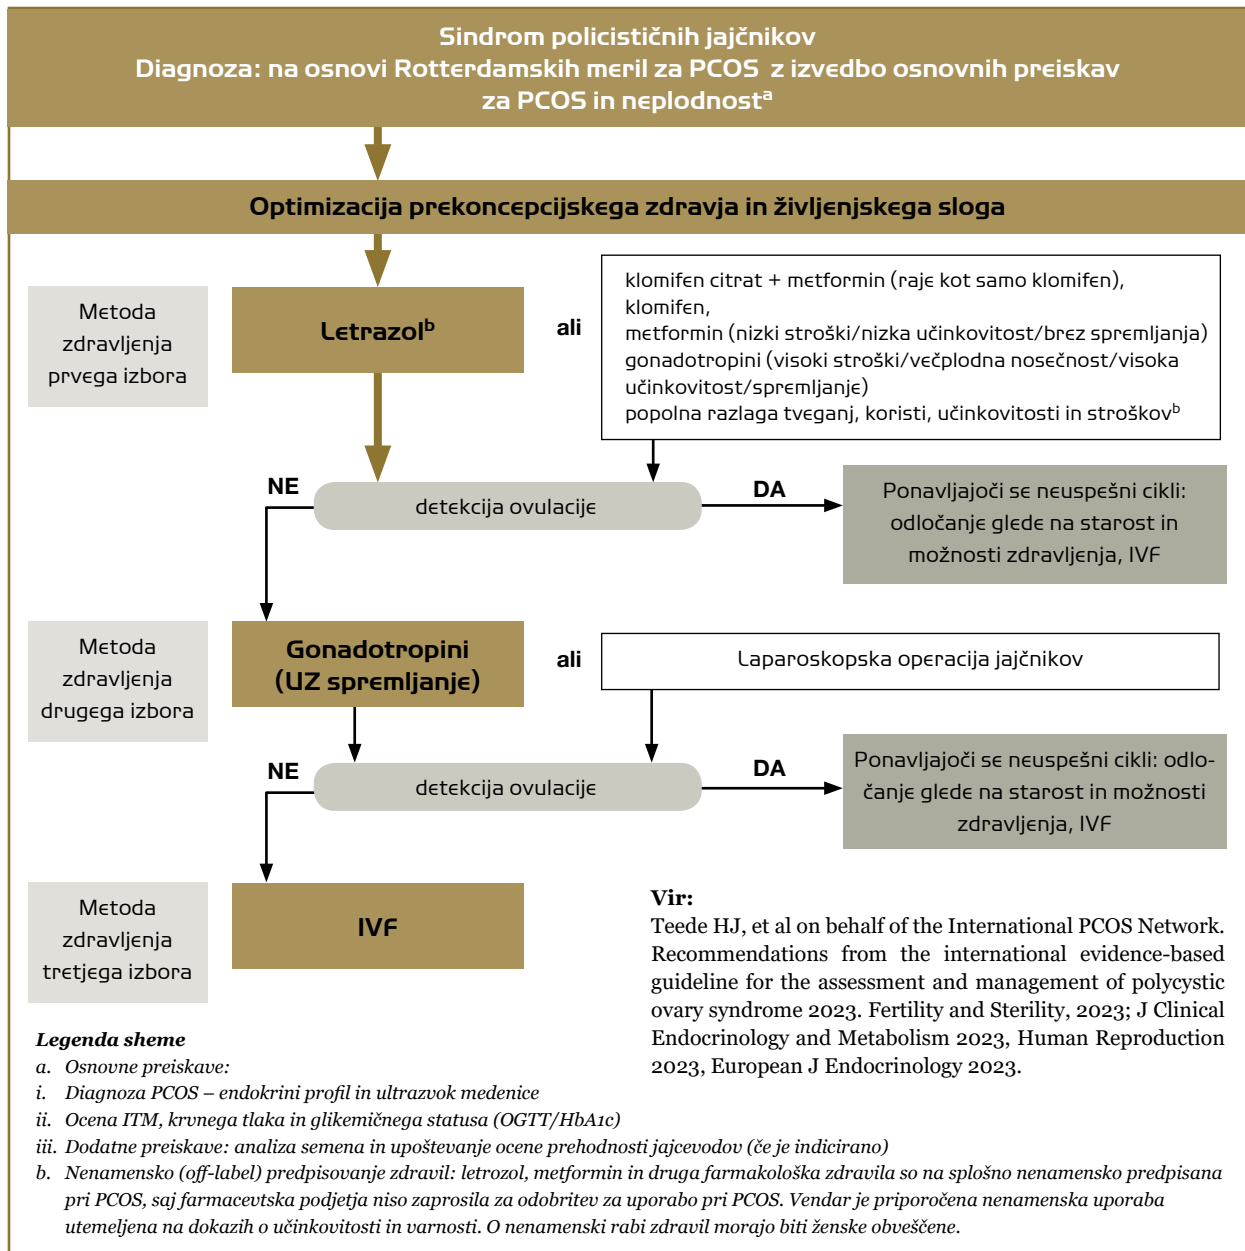 Sindrom policističnih jajčnikov
Diagnoza: na osnovi Rotterdamskih meril za PCOS z izvedbo osnovnih preiskav
za PCOS in neplodnostᵃ
Optimizacija prekoncepcijskega zdravja in življenjskega sloga
Metoda
zdravljenja
prvega izbora
Letrazolᵇ
ali
klomifen citrat + metformin (raje kot samo klomifen),
klomifen,
metformin (nizki stroški/nizka učinkovitost/brez spremljanja)
gonadotropini (visoki stroški/večplodna nosečnost/visoka
učinkovitost/spremljanje)
popolna razlaga tveganj, koristi, učinkovitosti in stroškovᵇ
NE
detekcija ovulacije
DA
Ponavljajoči se neuspešni cikli:
odločanje glede na starost in
možnosti zdravljenja, IVF
Metoda
zdravljenja
drugega izbora
Gonadotropini
(UZ spremljanje)
ali
Laparoskopska operacija jajčnikov
NE
detekcija ovulacije
DA
Ponavljajoči se neuspešni cikli: odlo-
čanje glede na starost in možnosti
zdravljenja, IVF
Metoda
zdravljenja
tretjega izbora
IVF
Vir:
Teede HJ, et al on behalf of the International PCOS Network.
Recommendations from the international evidence-based
guideline for the assessment and management of polycystic
ovary syndrome 2023. Fertility and Sterility, 2023; J Clinical
Endocrinology and Metabolism 2023, Human Reproduction
2023, European J Endocrinology 2023.
Legenda sheme
a. Osnovne preiskave:
i. Diagnoza PCOS – endokrini profil in ultrazvok medenice
ii. Ocena ITM, krvnega tlaka in glikemičnega statusa (OGTT/HbA1c)
iii. Dodatne preiskave: analiza semena in upoštevanje ocene prehodnosti jajcevodov (če je indicirano)
b. Nenamensko (off-label) predpisovanje zdravil: letrozol, metformin in druga farmakološka zdravila so na splošno nenamensko predpisana
pri PCOS, saj farmacevtska podjetja niso zaprosila za odobritev za uporabo pri PCOS. Vendar je priporočena nenamenska uporaba
utemeljena na dokazih o učinkovitosti in varnosti. O nenamenski rabi zdravil morajo biti ženske obveščene.